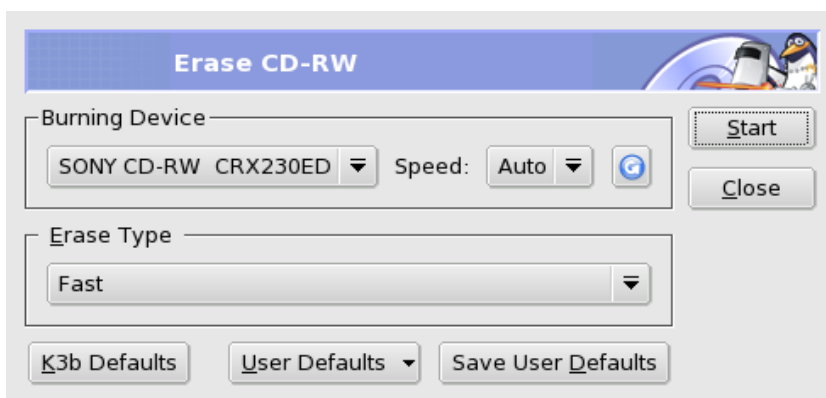 Erase CD-RW
Burning Device
SONY CD-RW CRX230ED
Speed:
Auto
Start
Close
Erase Type
Fast
K3b Defaults
User Defaults
Save User Defaults